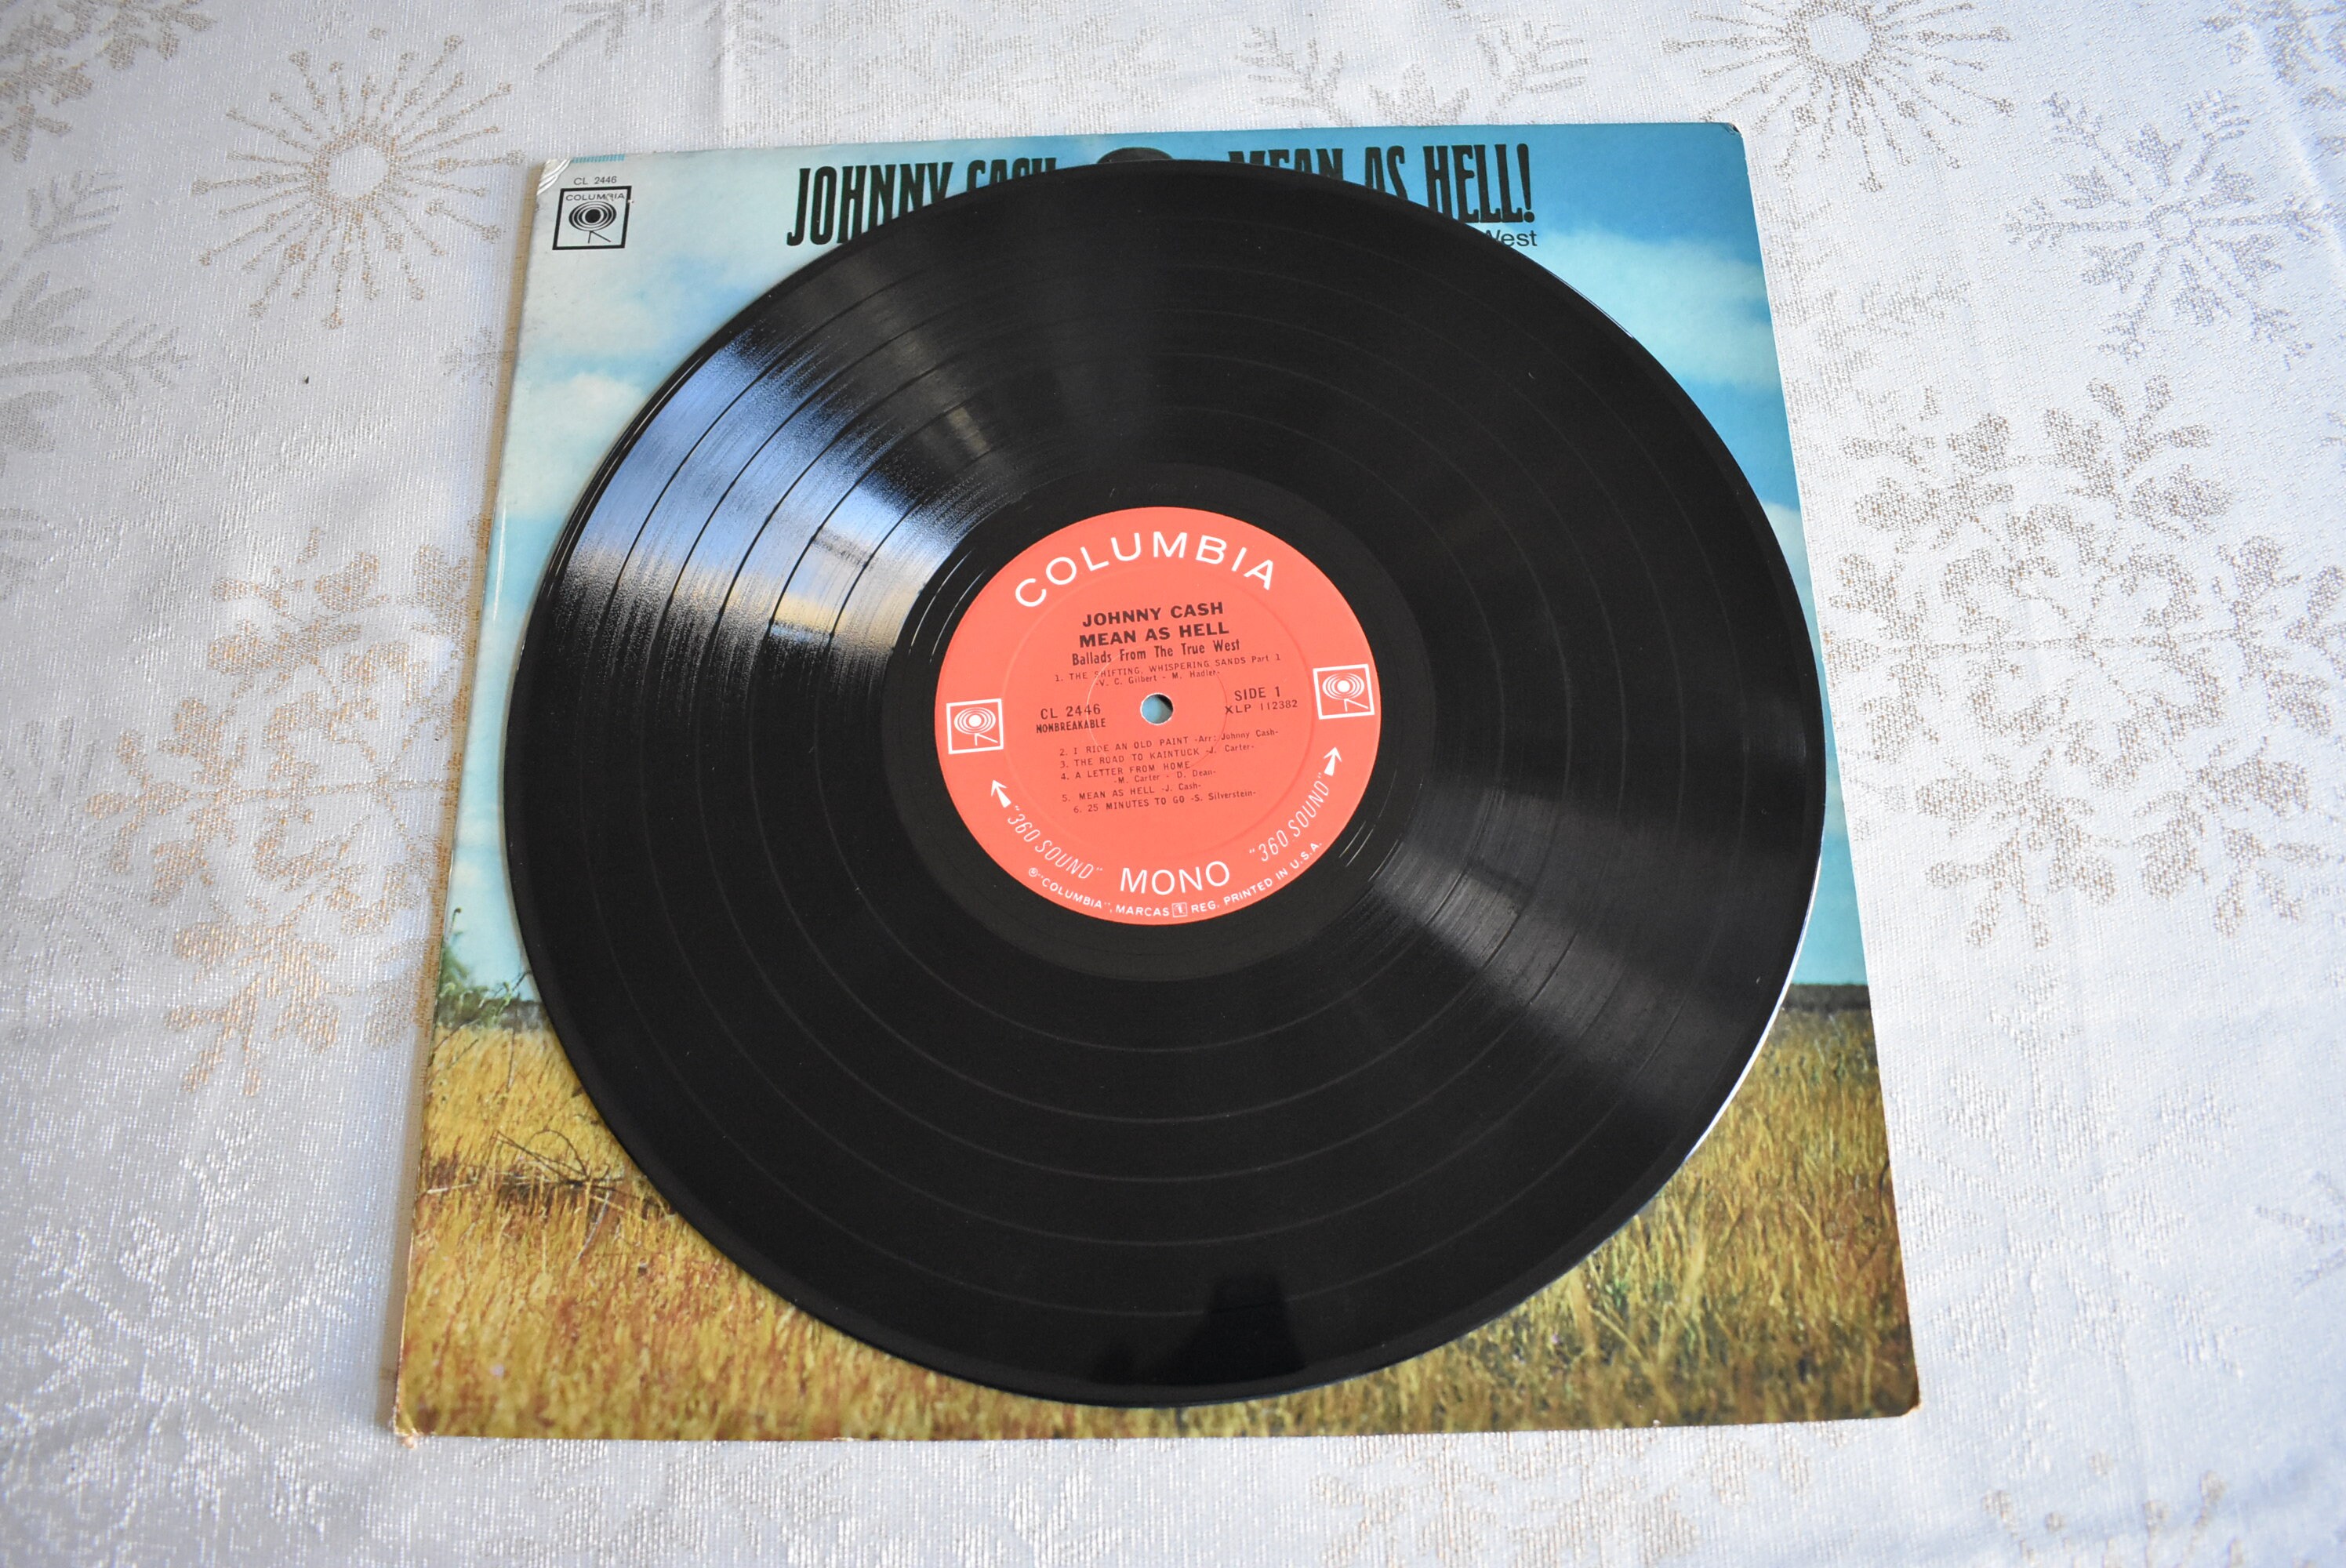 CL 2446
COLUMBIA
JOHNNY CASH MEAN AS HELL!
West
COLUMBIA
JOHNNY CASH
MEAN AS HELL
Ballads From The True West
1. THE SHIFTING, WHISPERING SANDS Part 1
-V. C. Gilbert - M. Hadler-
CL 2446
NONBREAKABLE
SIDE 1
XLP 112382
2. I RIDE AN OLD PAINT -Arr: Johnny Cash-
3. THE ROAD TO KAINTUCK -J. Carter-
4. A LETTER FROM HOME
-M. Carter - D. Dean-
5. MEAN AS HELL -J. Cash-
6. 25 MINUTES TO GO -S. Silverstein-
"360 SOUND" MONO "360 SOUND"
®"COLUMBIA", MARCAS REG. PRINTED IN U.S.A.